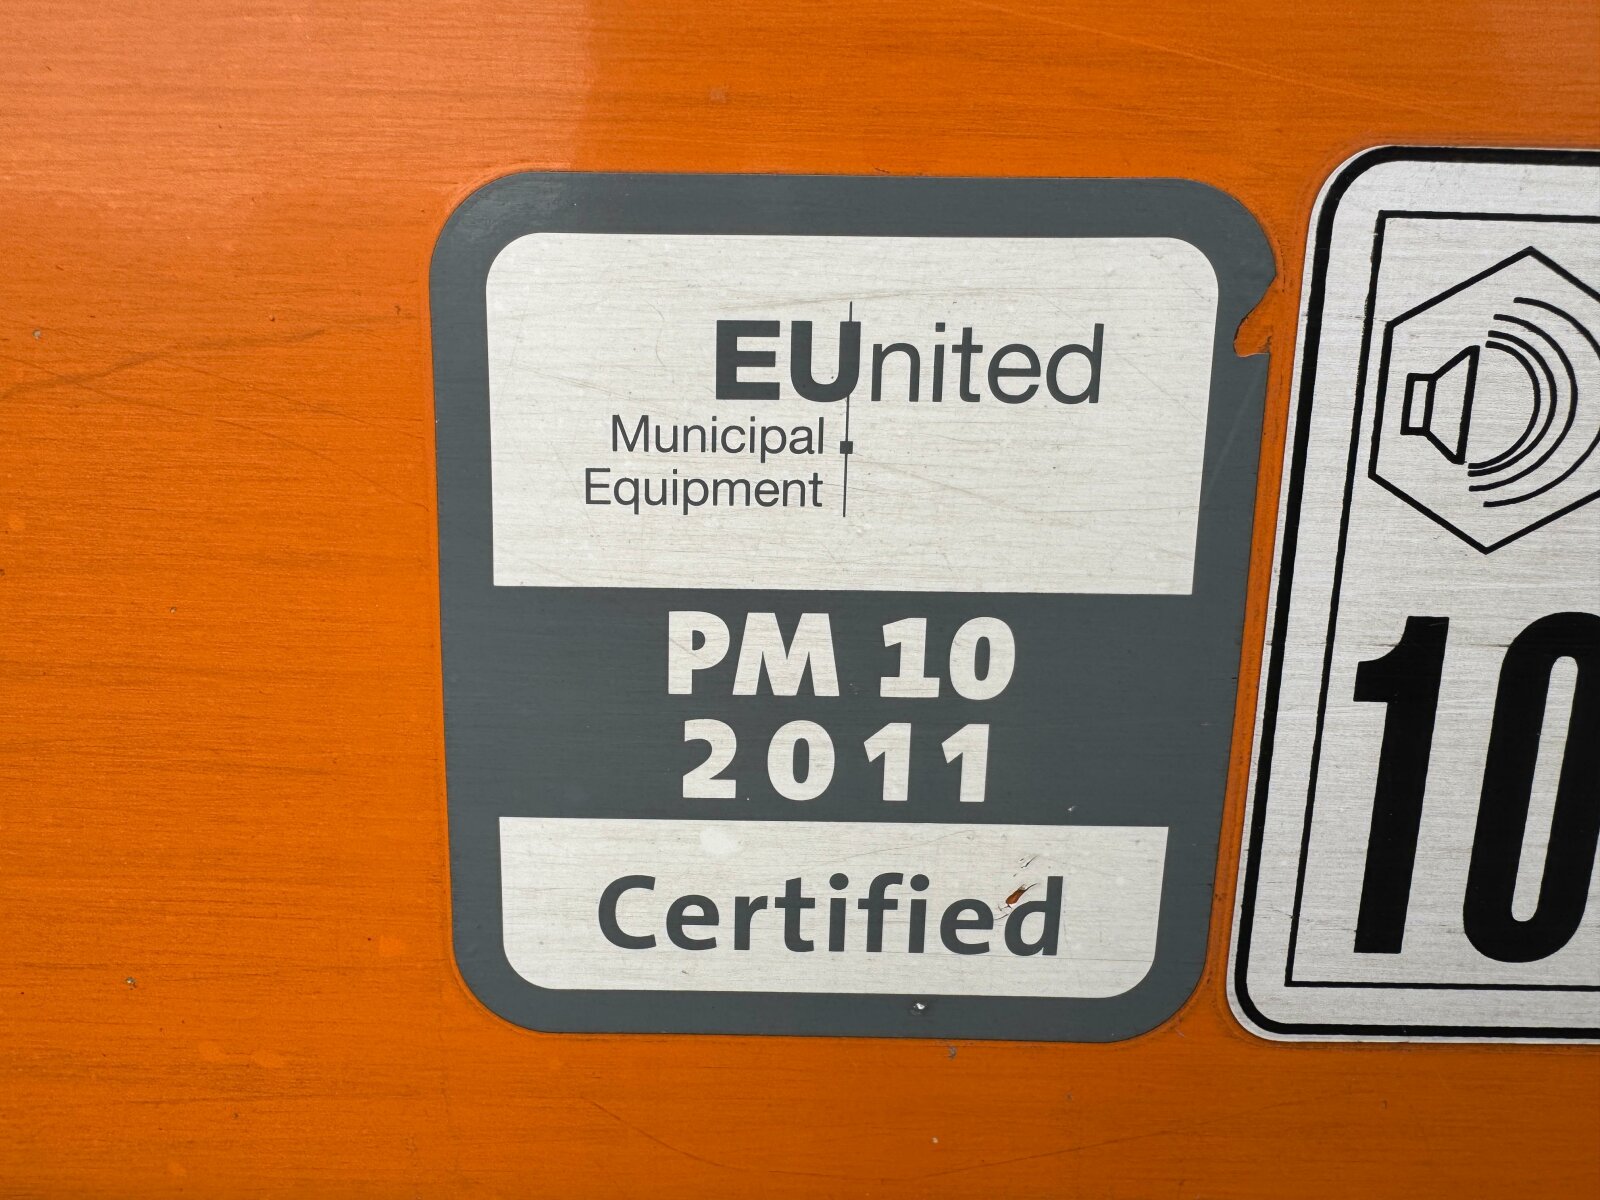 EUnited
Municipal
Equipment
PM 10
2011
Certified
10